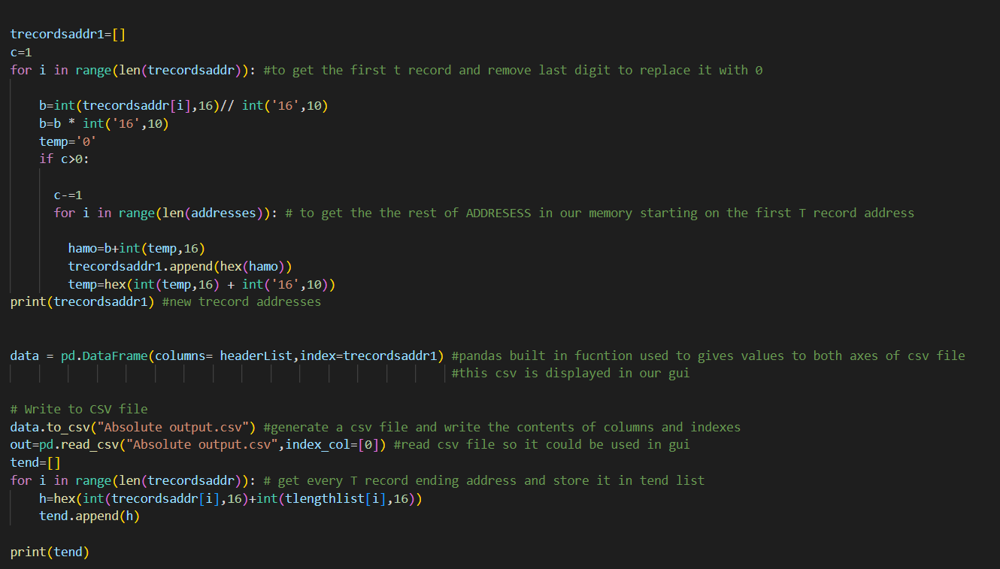 trecordsaddr1=[]
c=1
for i in range(len(trecordsaddr)): #to get the first t record and remove last digit to replace it with 0
    b=int(trecordsaddr[i],16)// int('16',10)
    b=b * int('16',10)
    temp='0'
    if c>0:
      c-=1
      for i in range(len(addresses)): # to get the the rest of ADDRESESS in our memory starting on the first T record address
        hamo=b+int(temp,16)
        trecordsaddr1.append(hex(hamo))
        temp=hex(int(temp,16) + int('16',10))
print(trecordsaddr1) #new trecord addresses
data = pd.DataFrame(columns= headerList,index=trecordsaddr1) #pandas built in fucntion used to gives values to both axes of csv file
                                                             #this csv is displayed in our gui
# Write to CSV file
data.to_csv("Absolute output.csv") #generate a csv file and write the contents of columns and indexes
out=pd.read_csv("Absolute output.csv",index_col=[0]) #read csv file so it could be used in gui
tend=[]
for i in range(len(trecordsaddr)): # get every T record ending address and store it in tend list
    h=hex(int(trecordsaddr[i],16)+int(tlengthlist[i],16))
    tend.append(h)
print(tend)